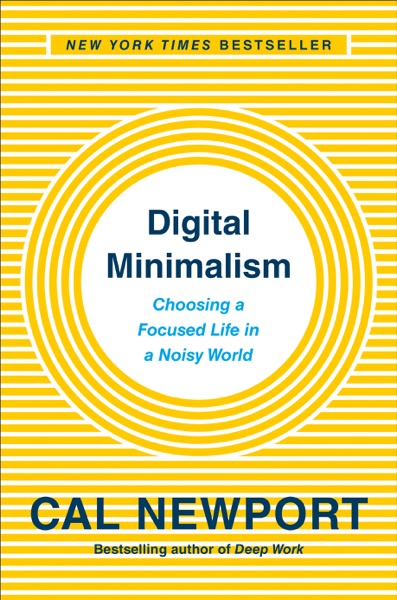 NEW YORK TIMES BESTSELLER
Digital
Minimalism
Choosing a
Focused Life in
a Noisy World
CAL NEWPORT
Bestselling author of Deep Work